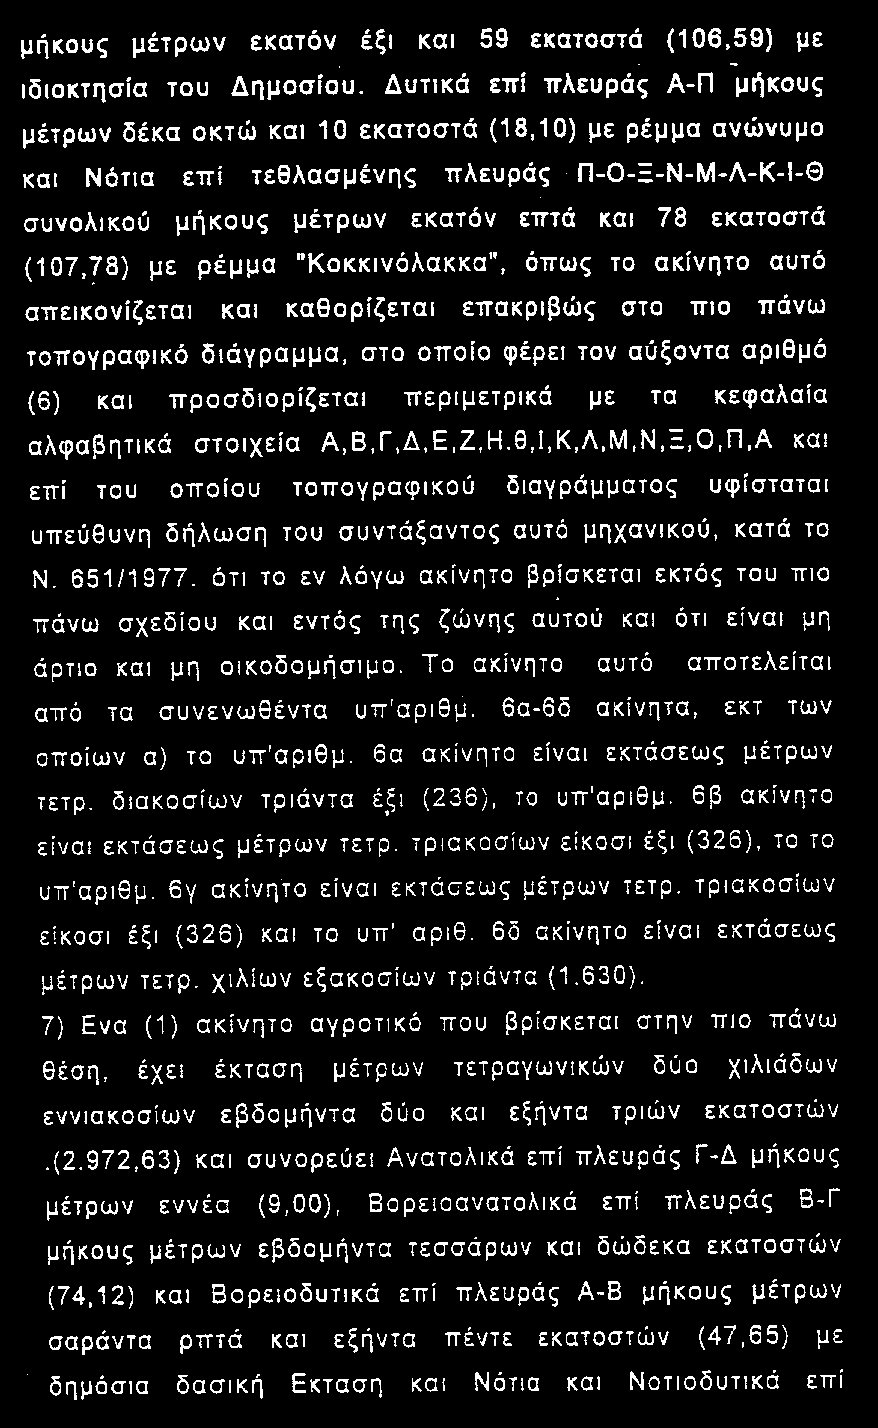 μήκους μέτρων εκατόν έξι και 59 εκατοστά (106,59) με
ιδιοκτησία του Δημοσίου. Δυτικά επί πλευράς Α-Π μήκους
μέτρων δέκα οκτώ και 10 εκατοστά (18,10) με ρέμμα ανώνυμο
και Νότια επί τεθλασμένης πλευράς Π-Ο-Ξ-Ν-Μ-Λ-Κ-Ι-Θ
συνολικού μήκους μέτρων εκατόν επτά και 78 εκατοστά
(107,78) με ρέμμα "Κοκκινόλακκα", όπως το ακίνητο αυτό
απεικονίζεται και καθορίζεται επακριβώς στο πιο πάνω
τοπογραφικό διάγραμμα, στο οποίο φέρει τον αύξοντα αριθμό
(6) και προσδιορίζεται περιμετρικά με τα κεφαλαία
αλφαβητικά στοιχεία Α,Β,Γ,Δ,Ε,Ζ,Η.θ,Ι,Κ,Λ,Μ,Ν,Ξ,Ο,Π,Α και
επί του οποίου τοπογραφικού διαγράμματος υφίσταται
υπεύθυνη δήλωση του συντάξαντος αυτό μηχανικού, κατά το
Ν. 651/1977. ότι το εν λόγω ακίνητο βρίσκεται εκτός του πιο
πάνω σχεδίου και εντός της ζώνης αυτού και ότι είναι μη
άρτιο και μη οικοδομήσιμο. Το ακίνητο αυτό αποτελείται
από τα συνενωθέντα υπ'αριθμ. 6α-6δ ακίνητα, εκτ των
οποίων α) το υπ'αριθμ. 6α ακίνητο είναι εκτάσεως μέτρων
τετρ. διακοσίων τριάντα έξι (236), το υπ'αριθμ. 6β ακίνητο
είναι εκτάσεως μέτρων τετρ. τριακοσίων είκοσι έξι (326), το το
υπ'αριθμ. 6γ ακίνητο είναι εκτάσεως μέτρων τετρ. τριακοσίων
είκοσι έξι (326) και το υπ' αριθ. 6δ ακίνητο είναι εκτάσεως
μέτρων τετρ. χιλίων εξακοσίων τριάντα (1.630).
7) Ενα (1) ακίνητο αγροτικό που βρίσκεται στην πιο πάνω
θέση, έχει έκταση μέτρων τετραγωνικών δύο χιλιάδων
εννιακοσίων εβδομήντα δύο και εξήντα τριών εκατοστών
.(2.972,63) και συνορεύει Ανατολικά επί πλευράς Γ-Δ μήκους
μέτρων εννέα (9,00), Βορειοανατολικά επί πλευράς Β-Γ
μήκους μέτρων εβδομήντα τεσσάρων και δώδεκα εκατοστών
(74,12) και Βορειοδυτικά επί πλευράς Α-Β μήκους μέτρων
σαράντα ρπτά και εξήντα πέντε εκατοστών (47,65) με
δημόσια δασική Εκταση και Νότια και Νοτιοδυτικά επί